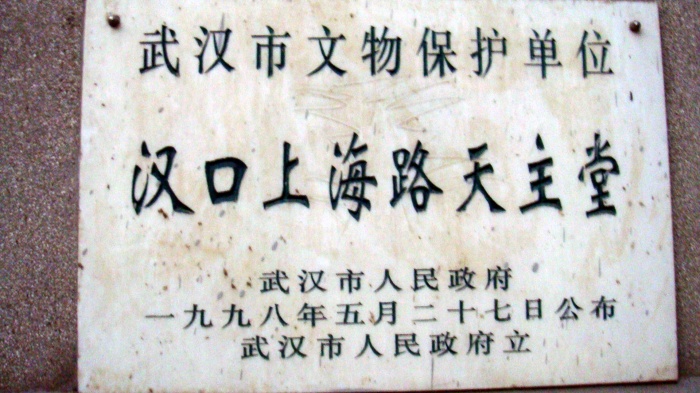 武汉市文物保护单位
汉口上海路天主堂
武汉市人民政府
一九九八年五月二十七日公布
武汉市人民政府立